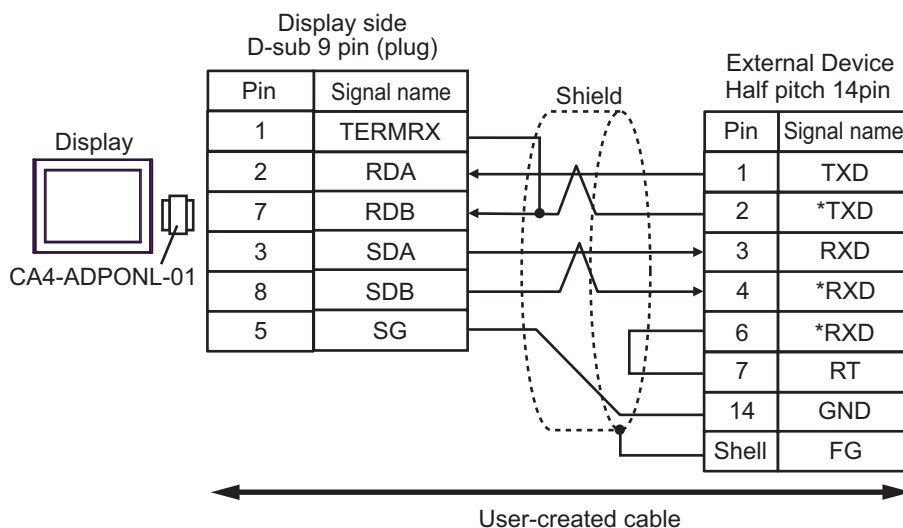 Display side
D-sub 9 pin (plug)
External Device
Half pitch 14pin
Display
CA4-ADPONL-01
Shield
Pin Signal name
1 TERMRX
2 RDA
7 RDB
3 SDA
8 SDB
5 SG
Pin Signal name
1 TXD
2 *TXD
3 RXD
4 *RXD
6 *RXD
7 RT
14 GND
Shell FG
User-created cable